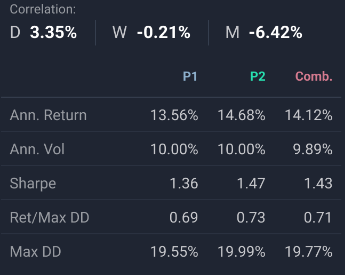 Correlation:
D 3.35% W -0.21% M -6.42%
P1 P2 Comb.
Ann. Return 13.56% 14.68% 14.12%
Ann. Vol 10.00% 10.00% 9.89%
Sharpe 1.36 1.47 1.43
Ret/Max DD 0.69 0.73 0.71
Max DD 19.55% 19.99% 19.77%